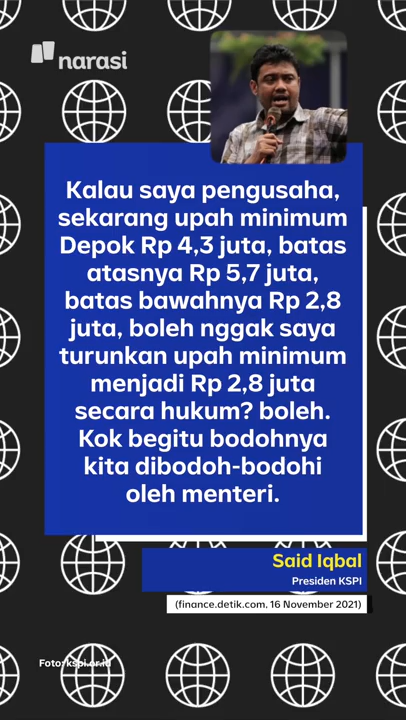 narasi
Kalau saya pengusaha,
sekarang upah minimum
Depok Rp 4,3 juta, batas
atasnya Rp 5,7 juta,
batas bawahnya Rp 2,8
juta, boleh nggak saya
turunkan upah minimum
menjadi Rp 2,8 juta
secara hukum? boleh.
Kok begitu bodohnya
kita dibodoh-bodohi
oleh menteri.
Said Iqbal
Presiden KSPI
(finance.detik.com, 16 November 2021)
Foto: kspi.or.id